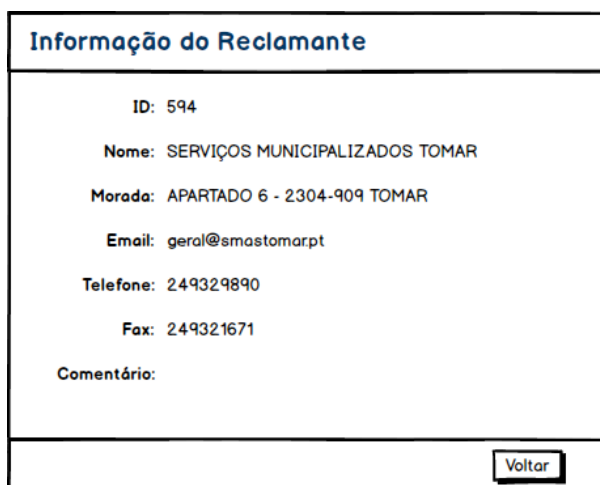 Informação do Reclamante
ID: 594
Nome: SERVIÇOS MUNICIPALIZADOS TOMAR
Morada: APARTADO 6 - 2304-909 TOMAR
Email: geral@smastomar.pt
Telefone: 249329890
Fax: 249321671
Comentário:
Voltar